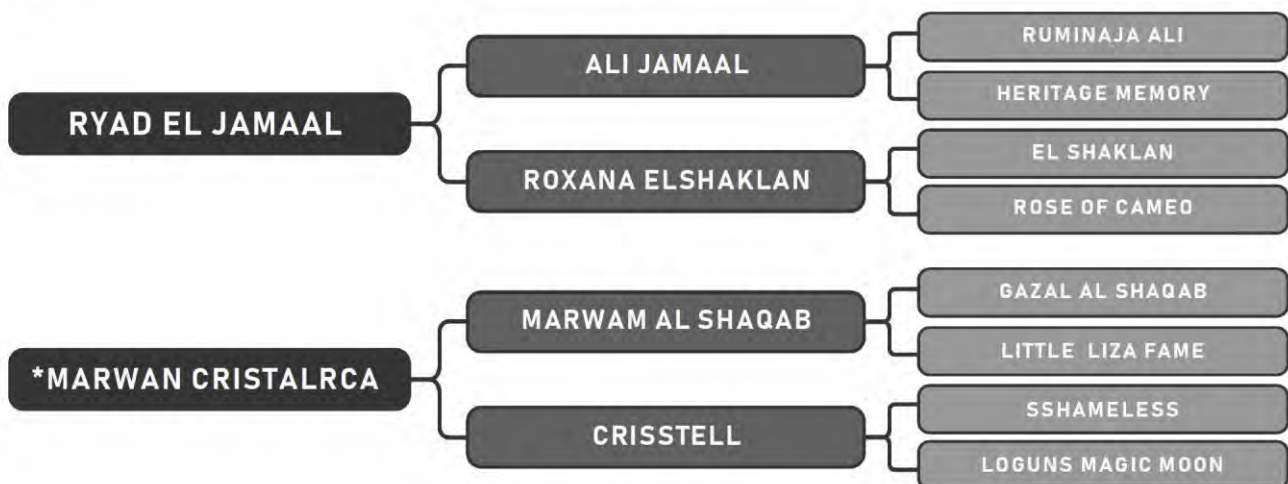 RYAD EL JAMAAL
ALI JAMAAL
RUMINAJA ALI
HERITAGE MEMORY
ROXANA ELSHAKLAN
EL SHAKLAN
ROSE OF CAMEO
*MARWAN CRISTALRCA
MARWAM AL SHAQAB
GAZAL AL SHAQAB
LITTLE LIZA FAME
CRISSTELL
SSHAMELESS
LOGUNS MAGIC MOON